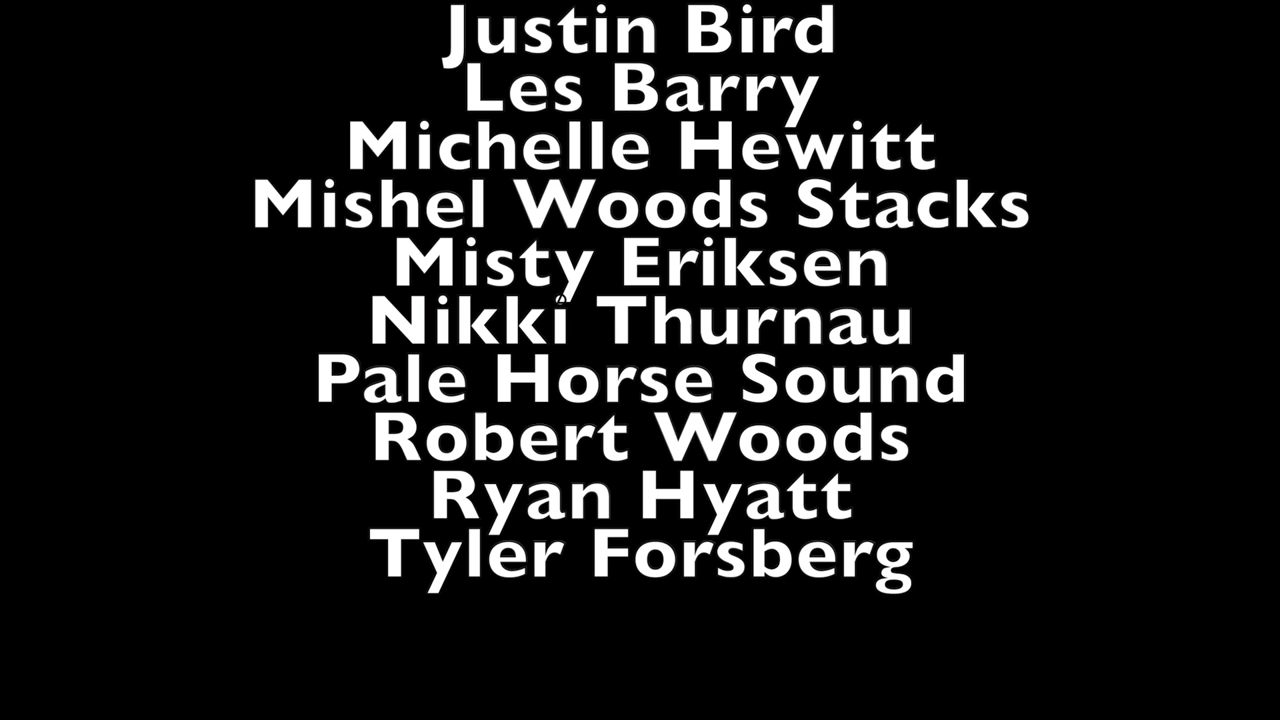 Justin Bird
Les Barry
Michelle Hewitt
Mishel Woods Stacks
Misty Eriksen
Nikki Thurnau
Pale Horse Sound
Robert Woods
Ryan Hyatt
Tyler Forsberg